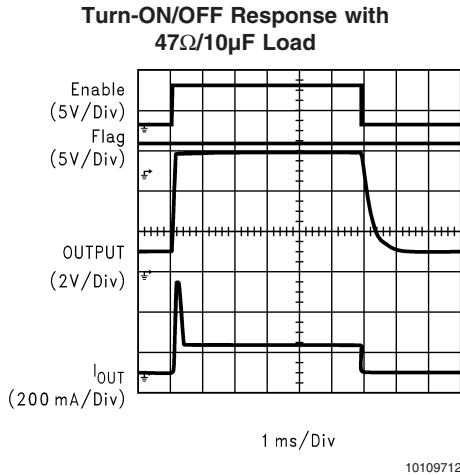 Turn-ON/OFF Response with
47Ω/10µF Load
Enable
(5V/Div)
Flag
(5V/Div)
OUTPUT
(2V/Div)
IOUT
(200 mA/Div)
1 ms/Div
10109712